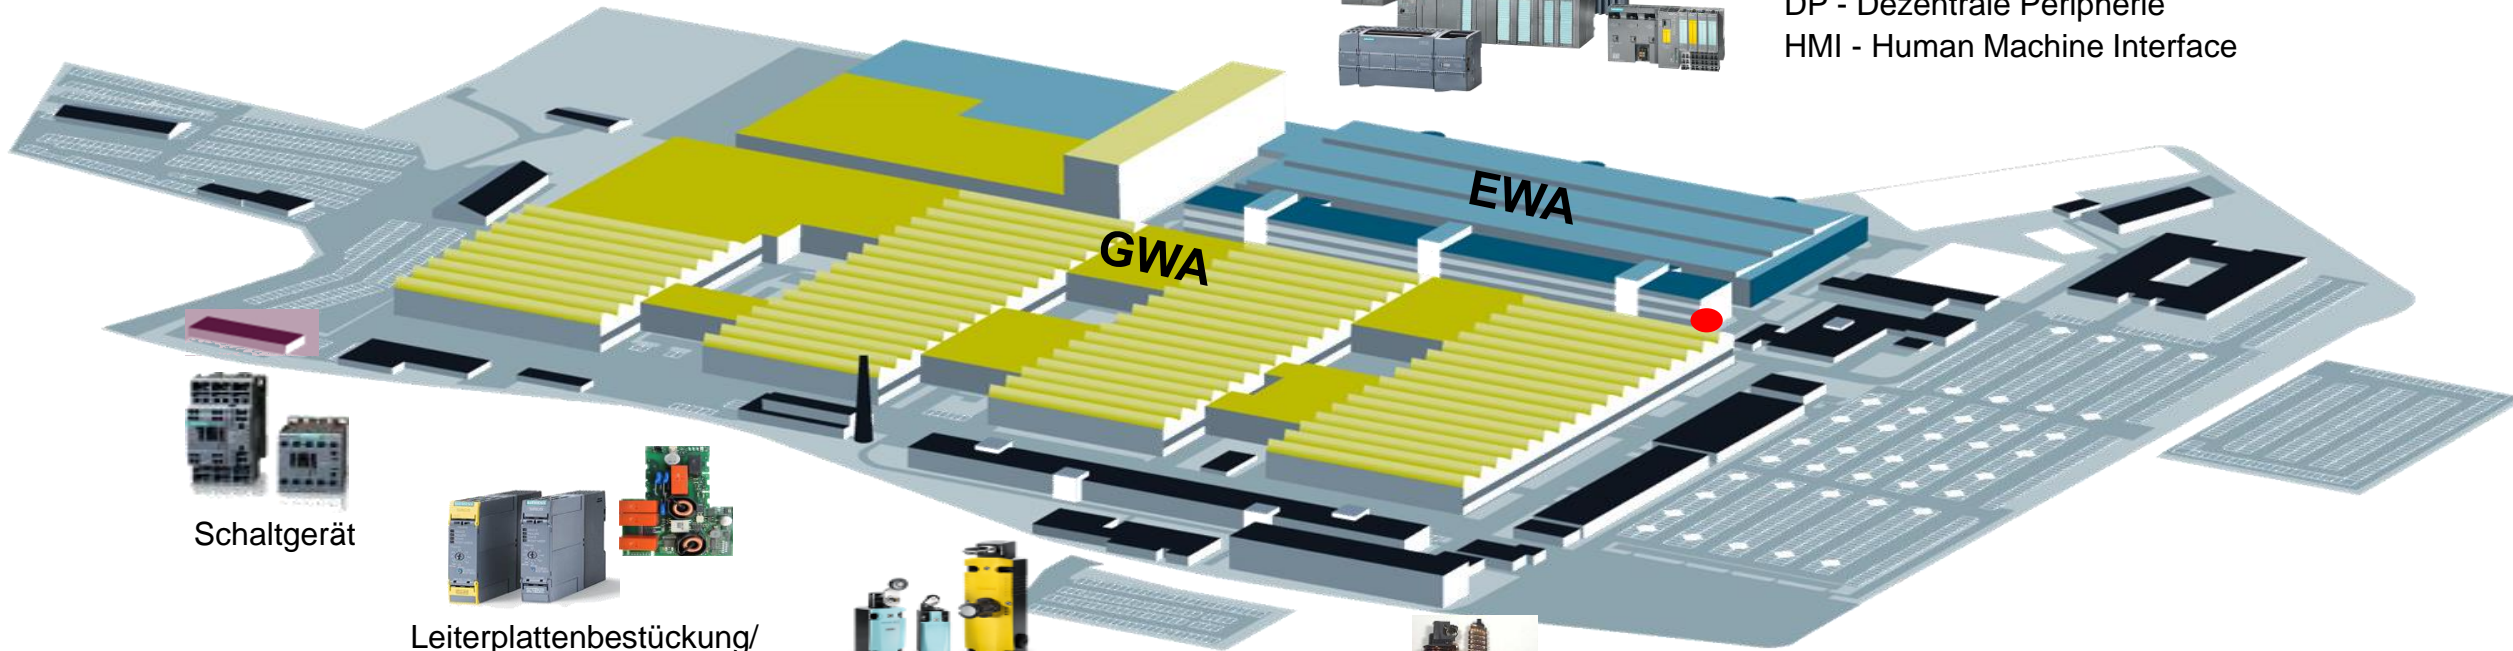 DP - Dezentrale Peripherie
HMI - Human Machine Interface
EWA
GWA
Schaltgerät
Leiterplattenbestückung/